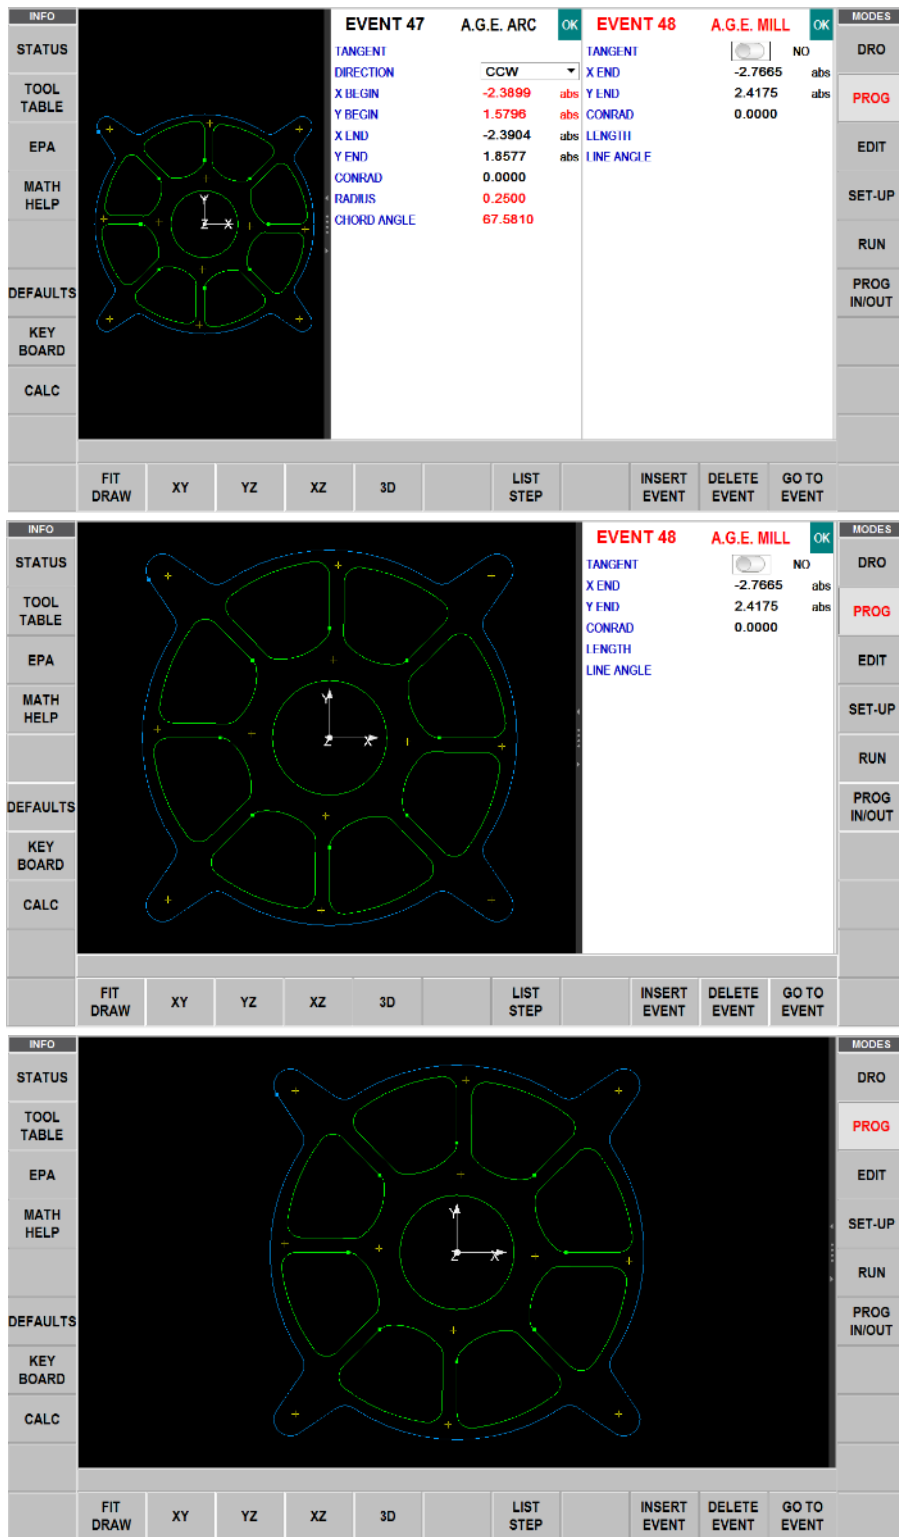 INFO
EVENT 47 A.G.E. ARC OK EVENT 48 A.G.E. MILL OK
MODES
STATUS
TANGENT
TANGENT NO
DRO
DIRECTION CCW
X END -2.7665 abs
TOOL TABLE
X BEGIN -2.3899 abs
Y END 2.4175 abs
PROG
Y BEGIN 1.5796 abs
CONRAD 0.0000
EPA
X END -2.3904 abs
LENGTH
EDIT
Y END 1.8577 abs
LINE ANGLE
MATH HELP
CONRAD 0.0000
SET-UP
RADIUS 0.2500
CHORD ANGLE 67.5810
Y
Z X
RUN
DEFAULTS
PROG IN/OUT
KEY BOARD
CALC
FIT DRAW XY YZ XZ 3D LIST STEP INSERT EVENT DELETE EVENT GO TO EVENT
INFO
EVENT 48 A.G.E. MILL OK
MODES
STATUS
TANGENT NO
DRO
X END -2.7665 abs
TOOL TABLE
Y END 2.4175 abs
PROG
CONRAD 0.0000
EPA
LENGTH
EDIT
LINE ANGLE
MATH HELP
SET-UP
Y
Z X
RUN
DEFAULTS
PROG IN/OUT
KEY BOARD
CALC
FIT DRAW XY YZ XZ 3D LIST STEP INSERT EVENT DELETE EVENT GO TO EVENT
INFO
MODES
STATUS
DRO
TOOL TABLE
PROG
EPA
EDIT
MATH HELP
SET-UP
Y
Z X
RUN
DEFAULTS
PROG IN/OUT
KEY BOARD
CALC
FIT DRAW XY YZ XZ 3D LIST STEP INSERT EVENT DELETE EVENT GO TO EVENT